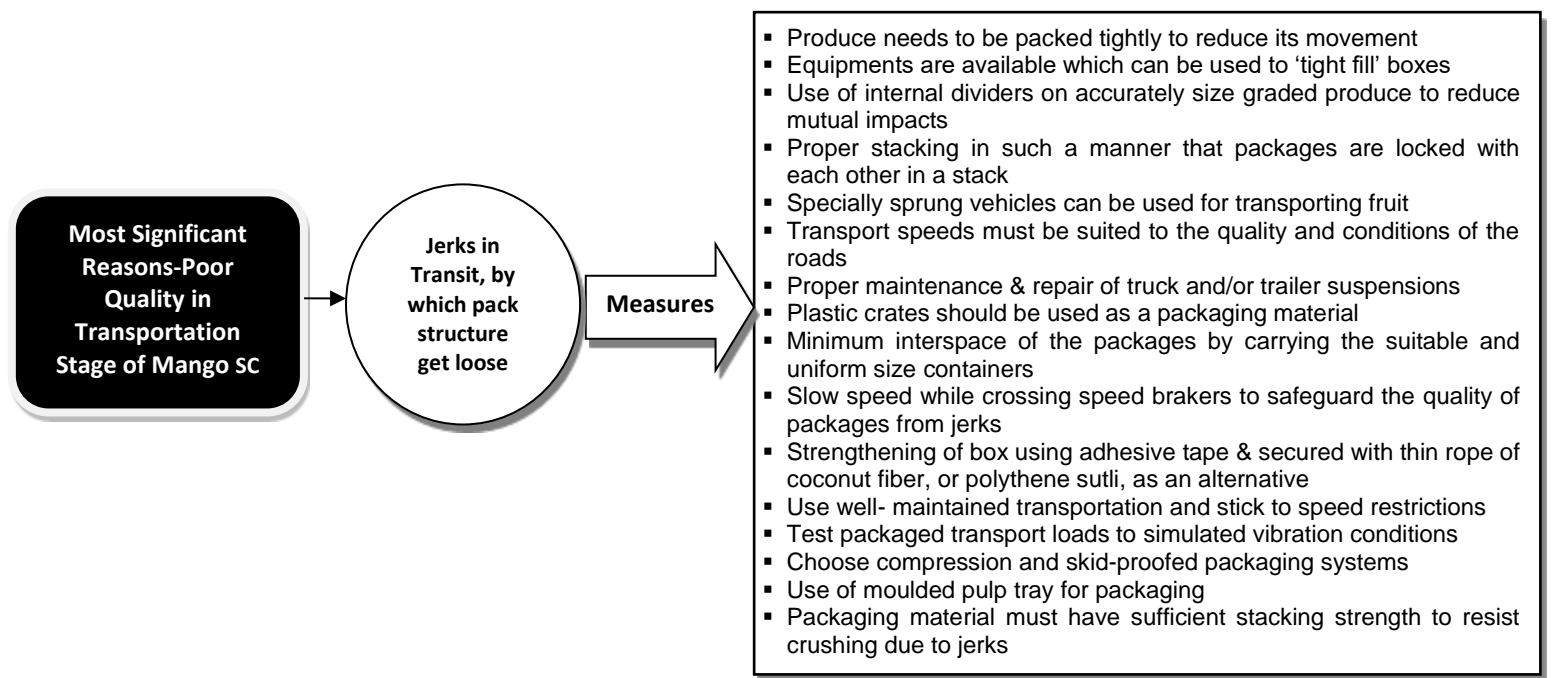 Most Significant
Reasons-Poor
Quality in
Transportation
Stage of Mango SC
Jerks in
Transit, by
which pack
structure
get loose
Measures
▪ Produce needs to be packed tightly to reduce its movement
▪ Equipments are available which can be used to ‘tight fill’ boxes
▪ Use of internal dividers on accurately size graded produce to reduce
mutual impacts
▪ Proper stacking in such a manner that packages are locked with
each other in a stack
▪ Specially sprung vehicles can be used for transporting fruit
▪ Transport speeds must be suited to the quality and conditions of the
roads
▪ Proper maintenance & repair of truck and/or trailer suspensions
▪ Plastic crates should be used as a packaging material
▪ Minimum interspace of the packages by carrying the suitable and
uniform size containers
▪ Slow speed while crossing speed brakers to safeguard the quality of
packages from jerks
▪ Strengthening of box using adhesive tape & secured with thin rope of
coconut fiber, or polythene sutli, as an alternative
▪ Use well- maintained transportation and stick to speed restrictions
▪ Test packaged transport loads to simulated vibration conditions
▪ Choose compression and skid-proofed packaging systems
▪ Use of moulded pulp tray for packaging
▪ Packaging material must have sufficient stacking strength to resist
crushing due to jerks